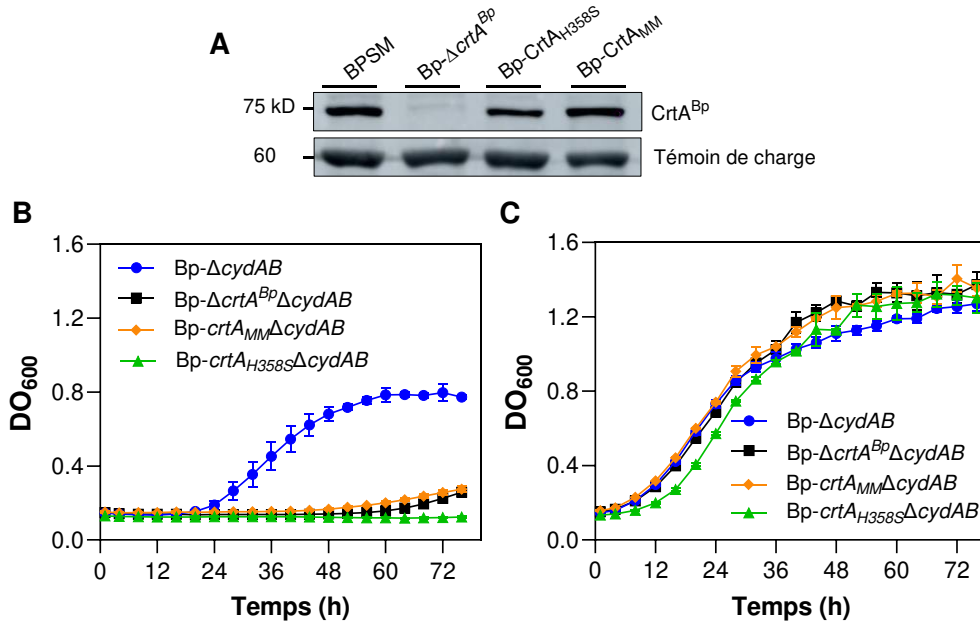 A
BPSM
Bp-ΔcrtA^Bp
Bp-CrtA_H358S
Bp-CrtA_MM
75 kD
CrtA^Bp
60
Témoin de charge
B
1.6
1.2
0.8
0.4
0.0
DO_600
Bp-ΔcydAB
Bp-ΔcrtA^BpΔcydAB
Bp-crtA_MMΔcydAB
Bp-crtA_H358SΔcydAB
0 12 24 36 48 60 72
Temps (h)
C
1.6
1.2
0.8
0.4
0.0
DO_600
Bp-ΔcydAB
Bp-ΔcrtA^BpΔcydAB
Bp-crtA_MMΔcydAB
Bp-crtA_H358SΔcydAB
0 12 24 36 48 60 72
Temps (h)